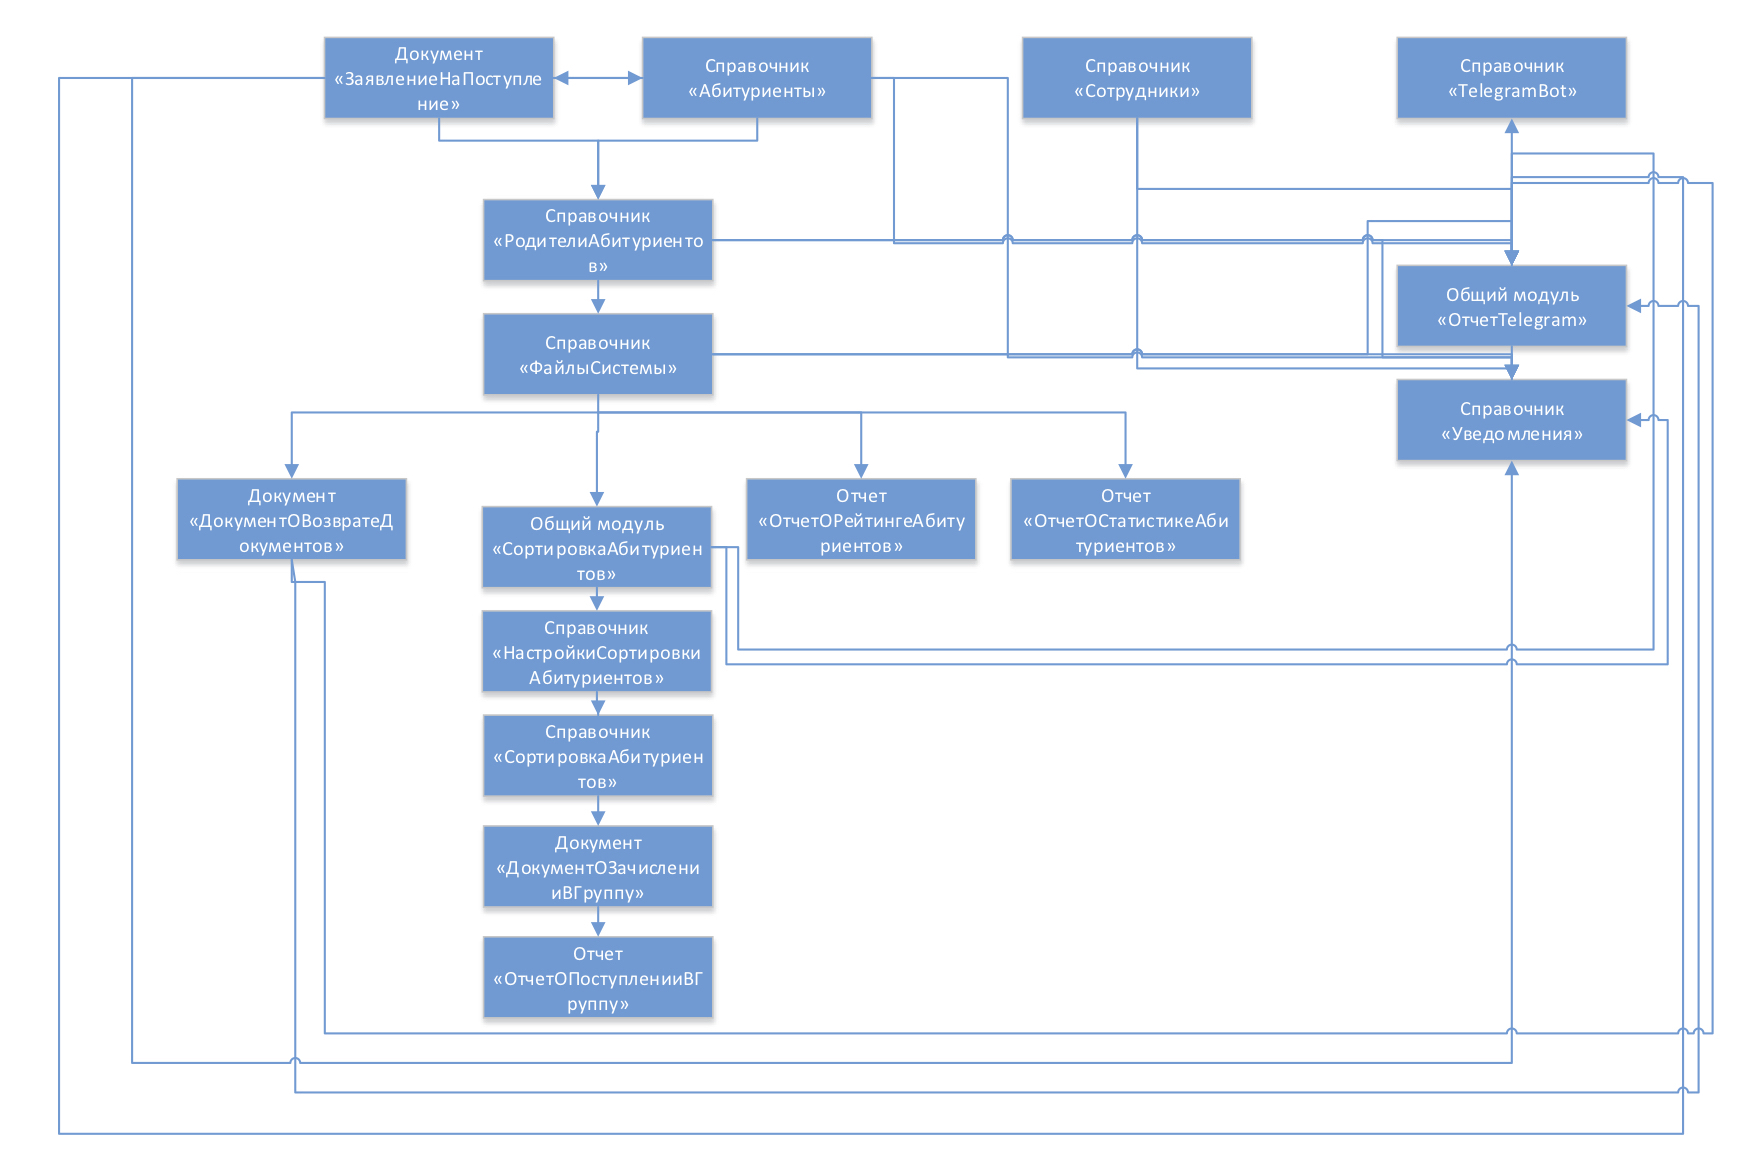 Документ
«ЗаявлениеНаПоступле
ние»
Справочник
«Абитуриенты»
Справочник
«Сотрудники»
Справочник
«TelegramBot»
Справочник
«РодителиАбитуриенто
в»
Общий модуль
«ОтчетTelegram»
Справочник
«ФайлыСистемы»
Справочник
«Уведомления»
Документ
«ДокументОВозвратеД
окументов»
Общий модуль
«СортировкаАбитуриен
тов»
Отчет
«ОтчетОРейтингеАбиту
риентов»
Отчет
«ОтчетОСтатистикеАби
туриентов»
Справочник
«НастройкиСортировки
Абитуриентов»
Справочник
«СортировкаАбитуриен
тов»
Документ
«ДокументОЗачислени
иВГруппу»
Отчет
«ОтчетОПоступленииВГ
руппу»